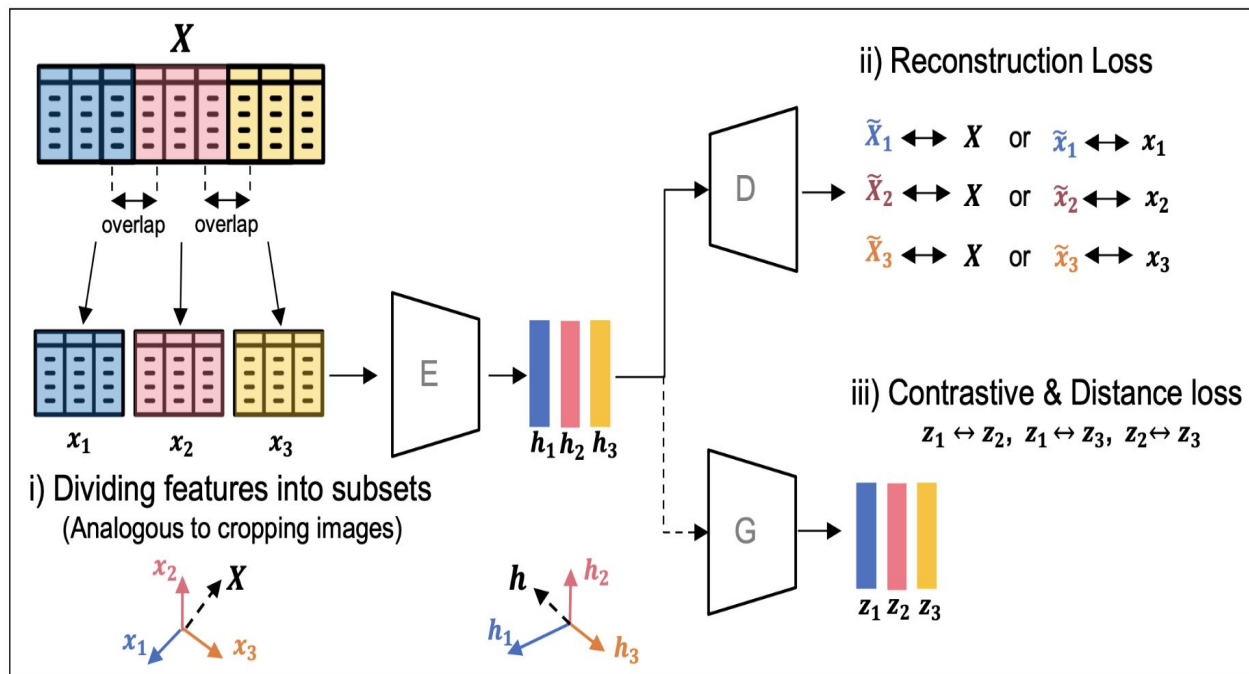 X
overlap overlap
x₁ x₂ x₃
i) Dividing features into subsets
(Analogous to cropping images)
x₂ X
x₁ x₃
E
h₁ h₂ h₃
h h₂
h₁ h₃
D
ii) Reconstruction Loss
X̃₁ ↔ X or x̃₁ ↔ x₁
X̃₂ ↔ X or x̃₂ ↔ x₂
X̃₃ ↔ X or x̃₃ ↔ x₃
iii) Contrastive & Distance loss
z₁ ↔ z₂, z₁ ↔ z₃, z₂ ↔ z₃
G
z₁ z₂ z₃